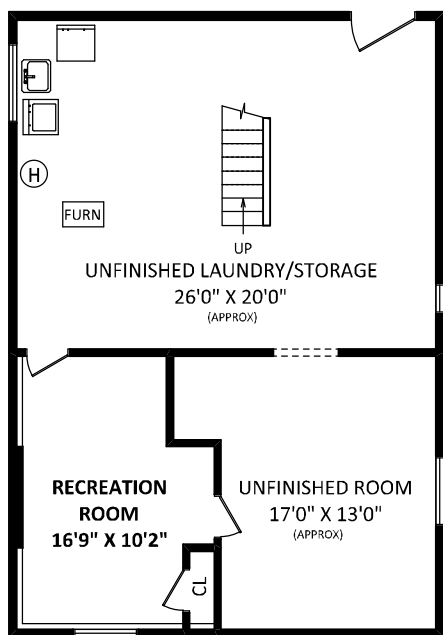 H
FURN
UP
UNFINISHED LAUNDRY/STORAGE
26'0" X 20'0"
(APPROX)
RECREATION
ROOM
16'9" X 10'2"
UNFINISHED ROOM
17'0" X 13'0"
(APPROX)
CL